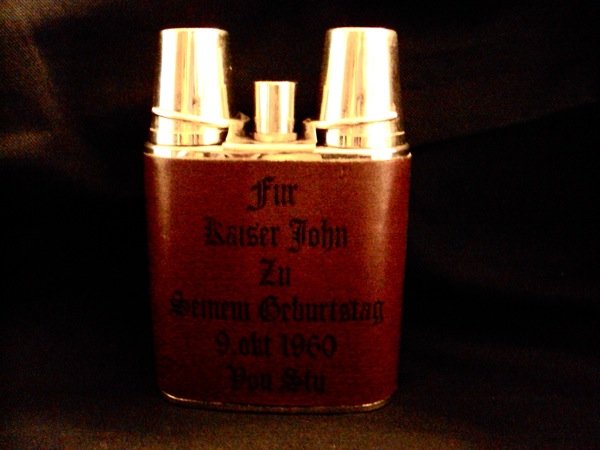 Fur
Kaiser John
Zu
Seinem Geburtstag
9.okt 1960
Von Stu